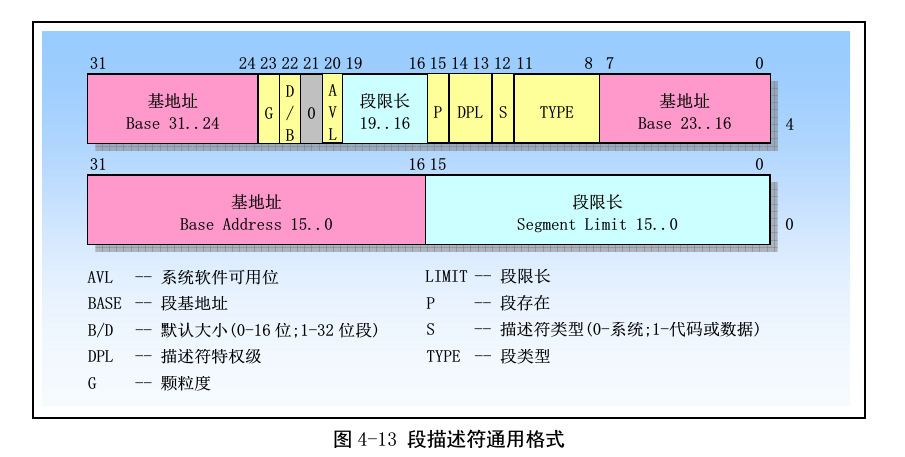 31 24 23 22 21 20 19 16 15 14 13 12 11 8 7 0
基地址 Base 31..24 G D/B 0 AVL 段限长 19..16 P DPL S TYPE 基地址 Base 23..16 4
31 16 15 0
基地址 段限长
Base Address 15..0 Segment Limit 15..0 0
AVL -- 系统软件可用位 LIMIT -- 段限长
BASE -- 段基地址 P -- 段存在
B/D -- 默认大小(0-16 位;1-32 位段) S -- 描述符类型(0-系统;1-代码或数据)
DPL -- 描述符特权级 TYPE -- 段类型
G -- 颗粒度
图 4-13 段描述符通用格式